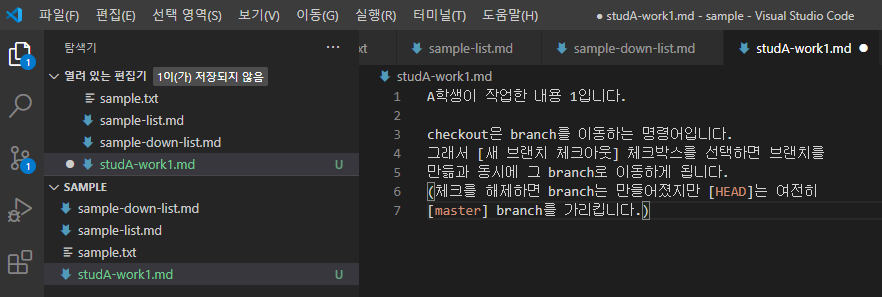 파일(F) 편집(E) 선택 영역(S) 보기(V) 이동(G) 실행(R) 터미널(T) 도움말(H) ● studA-work1.md - sample - Visual Studio Code
탐색기 ···
xt sample-list.md sample-down-list.md studA-work1.md ●
열려 있는 편집기 1이(가) 저장되지 않음
sample.txt
sample-list.md
sample-down-list.md
● studA-work1.md U
SAMPLE
sample-down-list.md
sample-list.md
sample.txt
studA-work1.md U
1
1
studA-work1.md
1 A학생이 작업한 내용 1입니다.
2
3 checkout은 branch를 이동하는 명령어입니다.
4 그래서 [새 브랜치 체크아웃] 체크박스를 선택하면 브랜치를
5 만듦과 동시에 그 branch로 이동하게 됩니다.
6 (체크를 해제하면 branch는 만들어졌지만 [HEAD]는 여전히
7 [master] branch를 가리킵니다.)